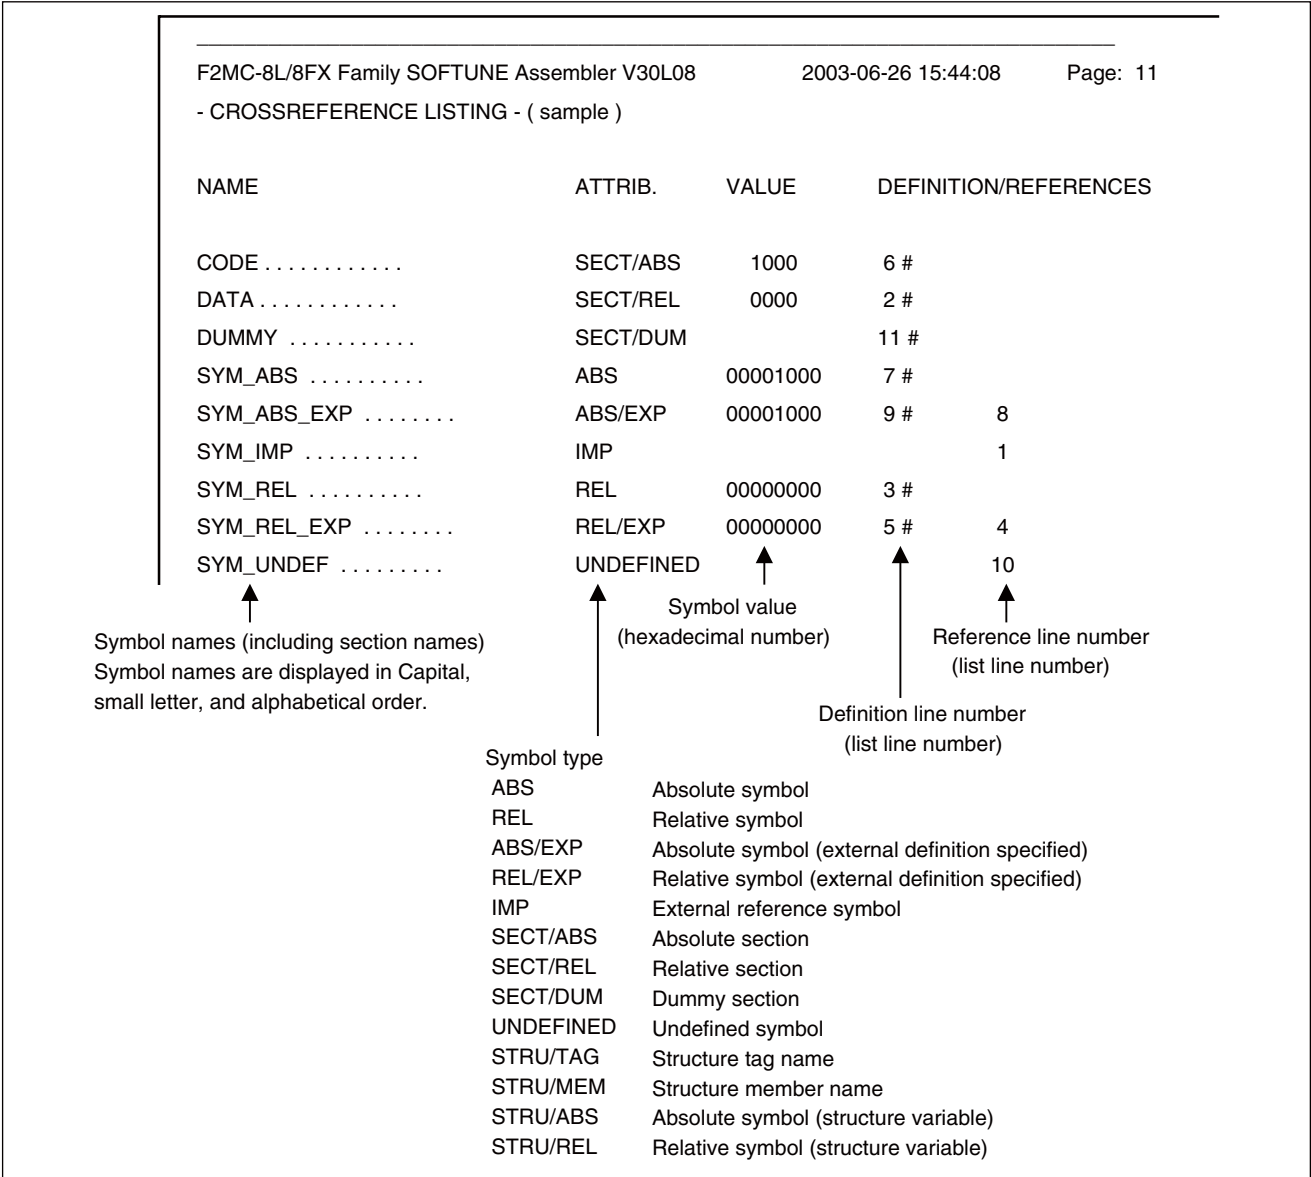 F2MC-8L/8FX Family SOFTUNE Assembler V30L08 2003-06-26 15:44:08 Page: 11
- CROSSREFERENCE LISTING - ( sample )
NAME ATTRIB. VALUE DEFINITION/REFERENCES
CODE . . . . . . . . . . . . SECT/ABS 1000 6 #
DATA . . . . . . . . . . . . SECT/REL 0000 2 #
DUMMY . . . . . . . . . . . SECT/DUM 11 #
SYM_ABS . . . . . . . . . . ABS 00001000 7 #
SYM_ABS_EXP . . . . . . . . ABS/EXP 00001000 9 # 8
SYM_IMP . . . . . . . . . . IMP 1
SYM_REL . . . . . . . . . . REL 00000000 3 #
SYM_REL_EXP . . . . . . . . REL/EXP 00000000 5 # 4
SYM_UNDEF . . . . . . . . . UNDEFINED 10
Symbol names (including section names)
Symbol names are displayed in Capital,
small letter, and alphabetical order.
Symbol value
(hexadecimal number)
Reference line number
(list line number)
Definition line number
(list line number)
Symbol type
ABS Absolute symbol
REL Relative symbol
ABS/EXP Absolute symbol (external definition specified)
REL/EXP Relative symbol (external definition specified)
IMP External reference symbol
SECT/ABS Absolute section
SECT/REL Relative section
SECT/DUM Dummy section
UNDEFINED Undefined symbol
STRU/TAG Structure tag name
STRU/MEM Structure member name
STRU/ABS Absolute symbol (structure variable)
STRU/REL Relative symbol (structure variable)